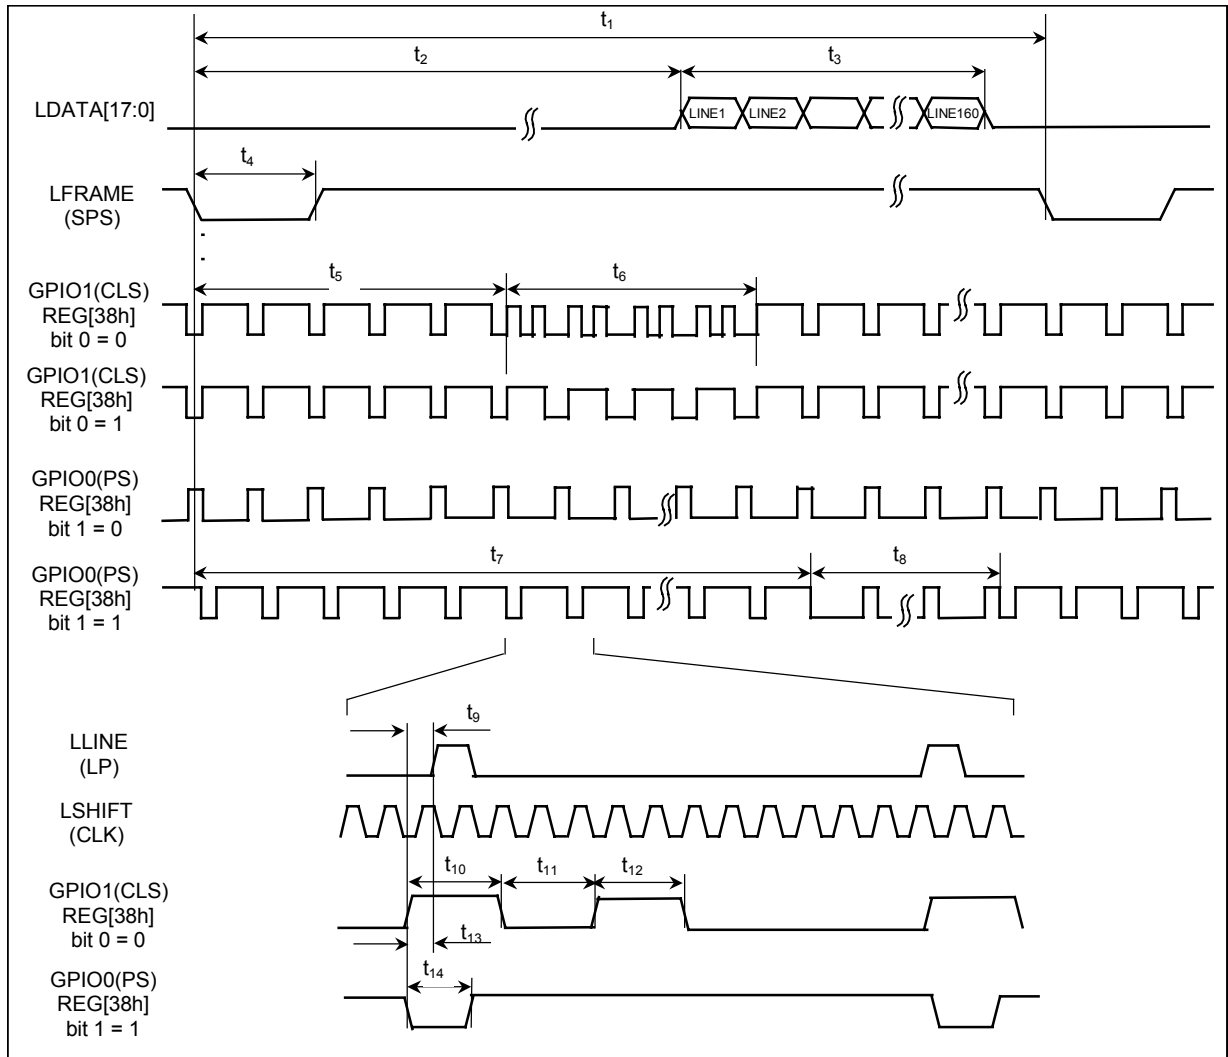 t1
t2
t3
LDATA[17:0]
LINE1
LINE2
LINE160
t4
LFRAME
(SPS)
t5
t6
GPIO1(CLS)
REG[38h]
bit 0 = 0
GPIO1(CLS)
REG[38h]
bit 0 = 1
GPIO0(PS)
REG[38h]
bit 1 = 0
t7
t8
GPIO0(PS)
REG[38h]
bit 1 = 1
t9
LLINE
(LP)
LSHIFT
(CLK)
t10
t11
t12
GPIO1(CLS)
REG[38h]
bit 0 = 0
t13
t14
GPIO0(PS)
REG[38h]
bit 1 = 1